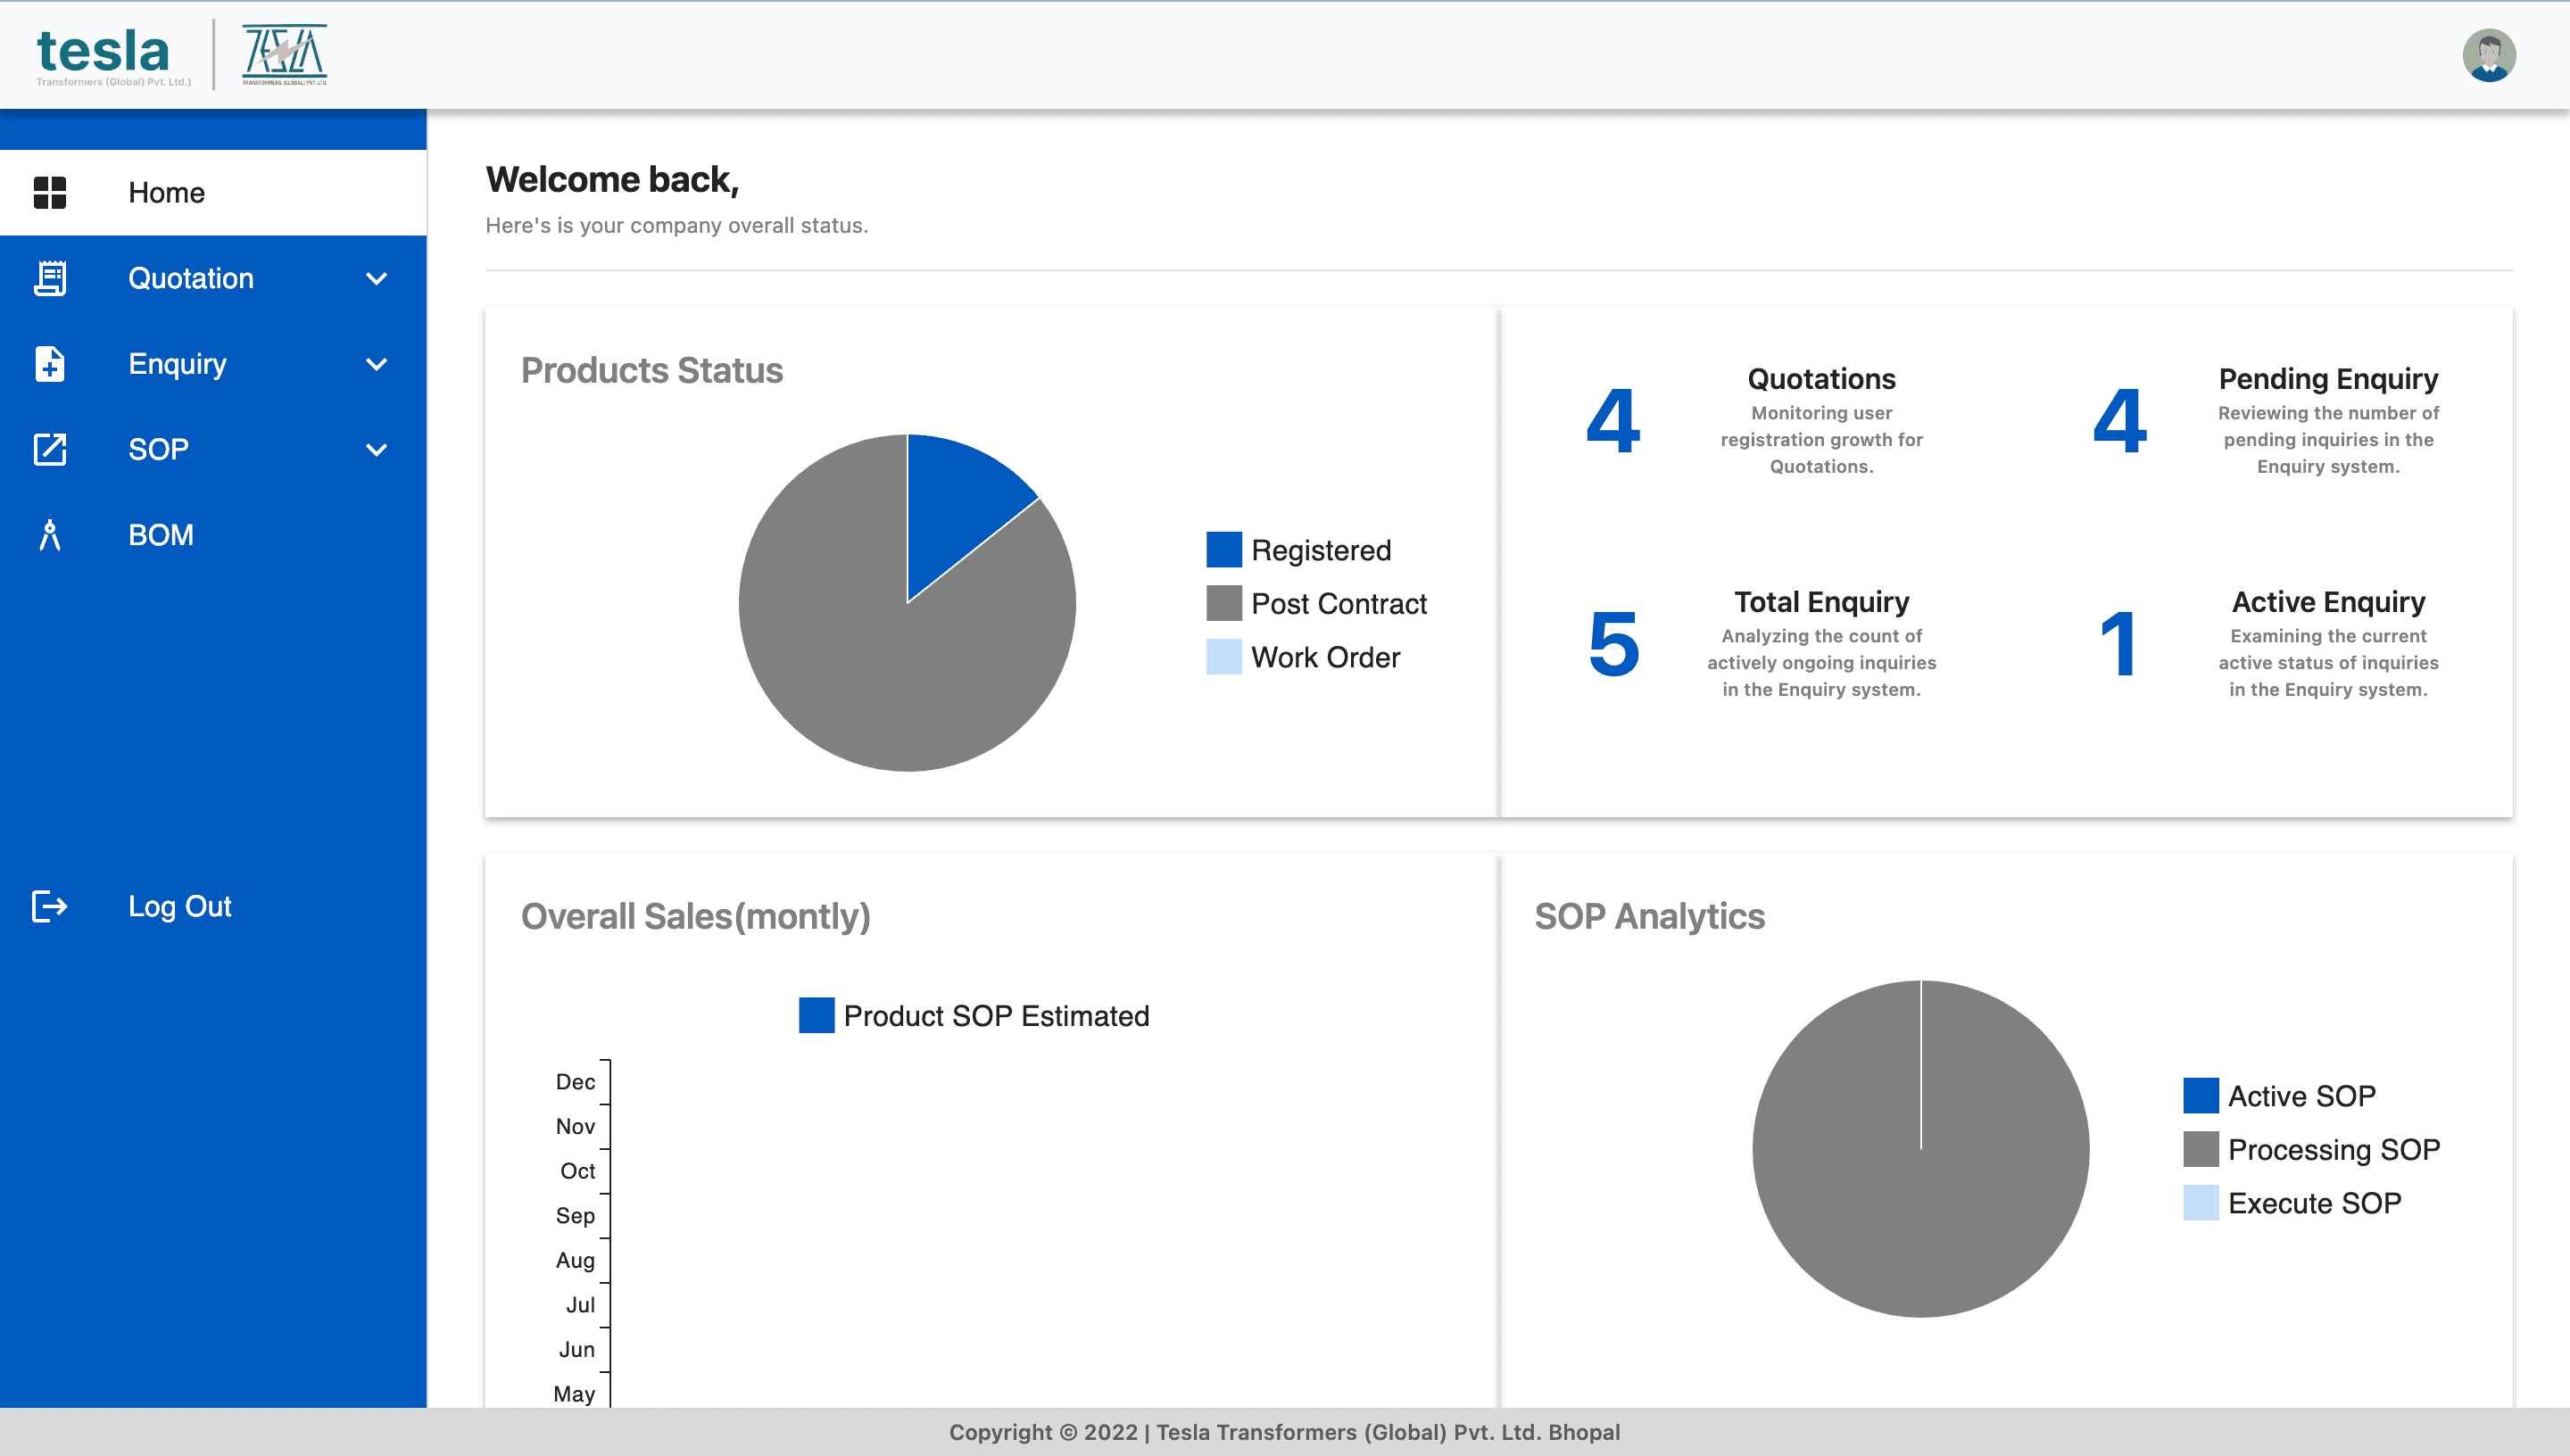 tesla
Transformers (Global) Pvt. Ltd.)
TESLA
TRANSFORMERS (GLOBAL) PVT. LTD.
Home
Quotation
Enquiry
SOP
BOM
Log Out
Welcome back,
Here's is your company overall status.
Products Status
Registered
Post Contract
Work Order
4
Quotations
Monitoring user
registration growth for
Quotations.
4
Pending Enquiry
Reviewing the number of
pending inquiries in the
Enquiry system.
5
Total Enquiry
Analyzing the count of
actively ongoing inquiries
in the Enquiry system.
1
Active Enquiry
Examining the current
active status of inquiries
in the Enquiry system.
Overall Sales(montly)
Product SOP Estimated
Dec
Nov
Oct
Sep
Aug
Jul
Jun
May
SOP Analytics
Active SOP
Processing SOP
Execute SOP
Copyright © 2022 | Tesla Transformers (Global) Pvt. Ltd. Bhopal